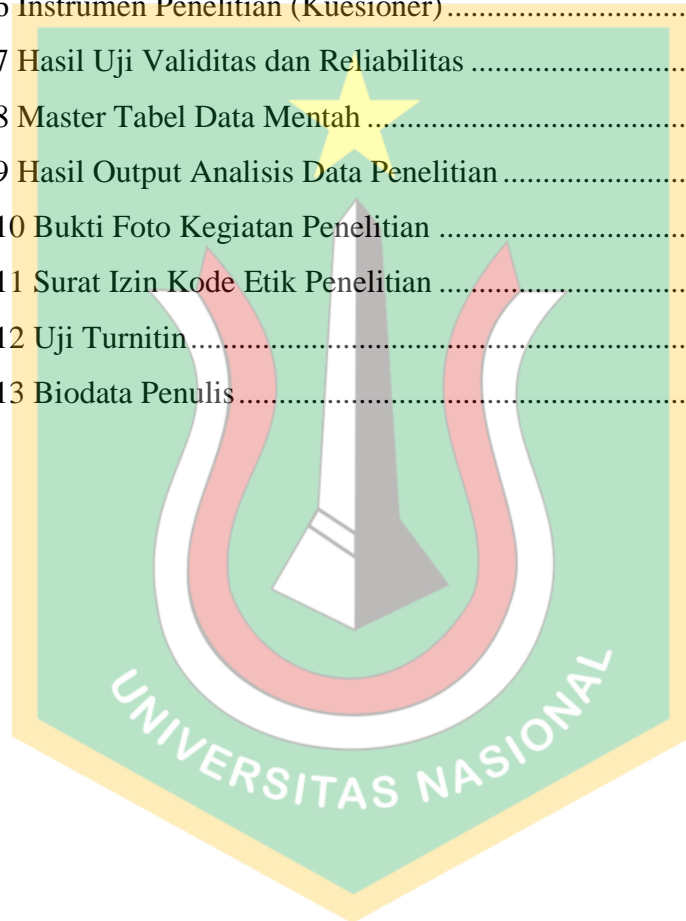 6 Instrumen Penelitian (Kuesioner)..............................
7 Hasil Uji Validitas dan Reliabilitas ..............................
8 Master Tabel Data Mentah ..............................
9 Hasil Output Analisis Data Penelitian ..............................
10 Bukti Foto Kegiatan Penelitian ..............................
11 Surat Izin Kode Etik Penelitian ..............................
12 Uji Turnitin..............................
13 Biodata Penulis..............................
UNIVERSITAS NASIONAL